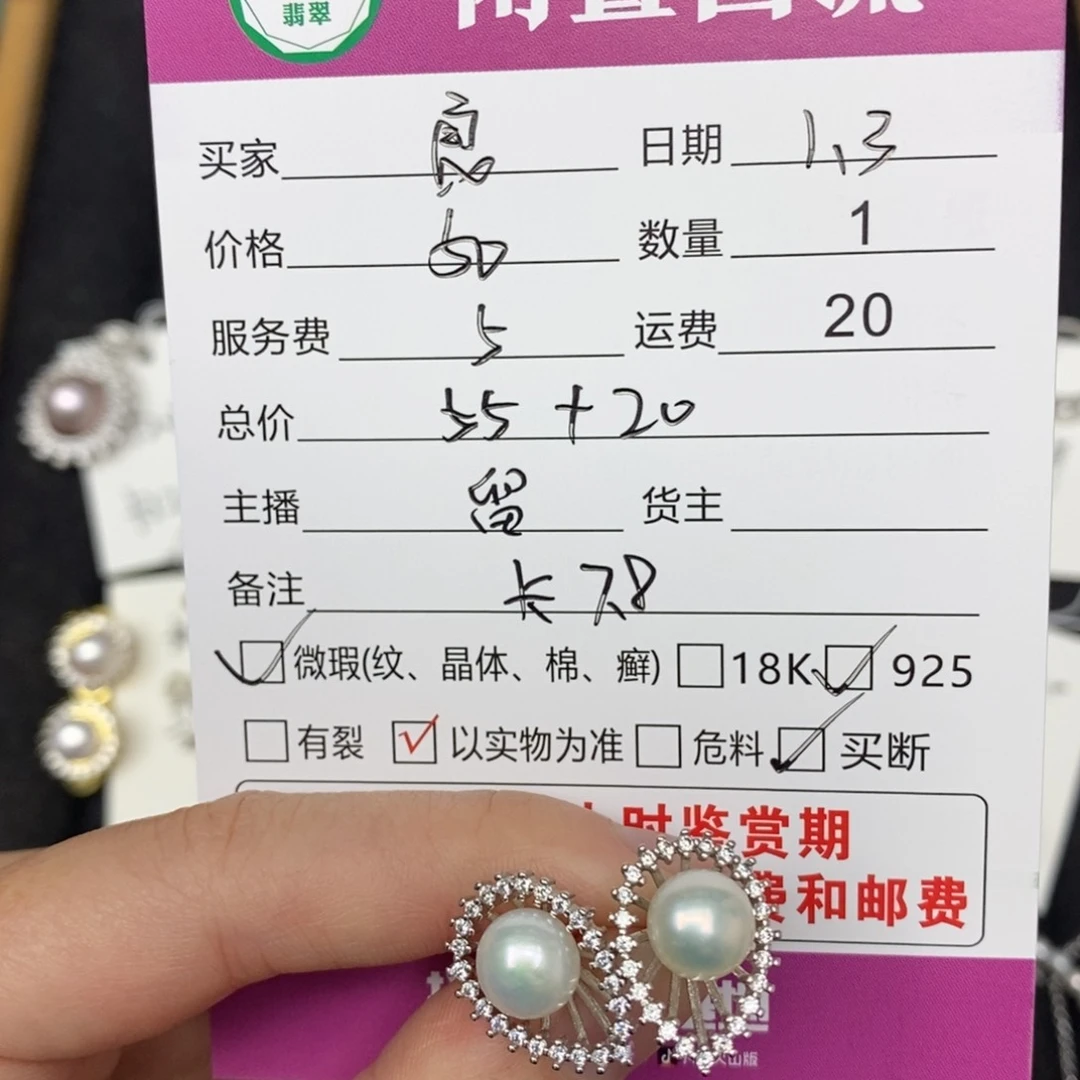 翡翠
买家 日期 1.3
价格 50 数量 1
服务费 5 运费 20
总价 55+20
主播 留 货主
备注 长7.8
微瑕(纹、晶体、棉、癣) 18K 925
有裂 以实物为准 危料 买断
时鉴赏期
费和邮费